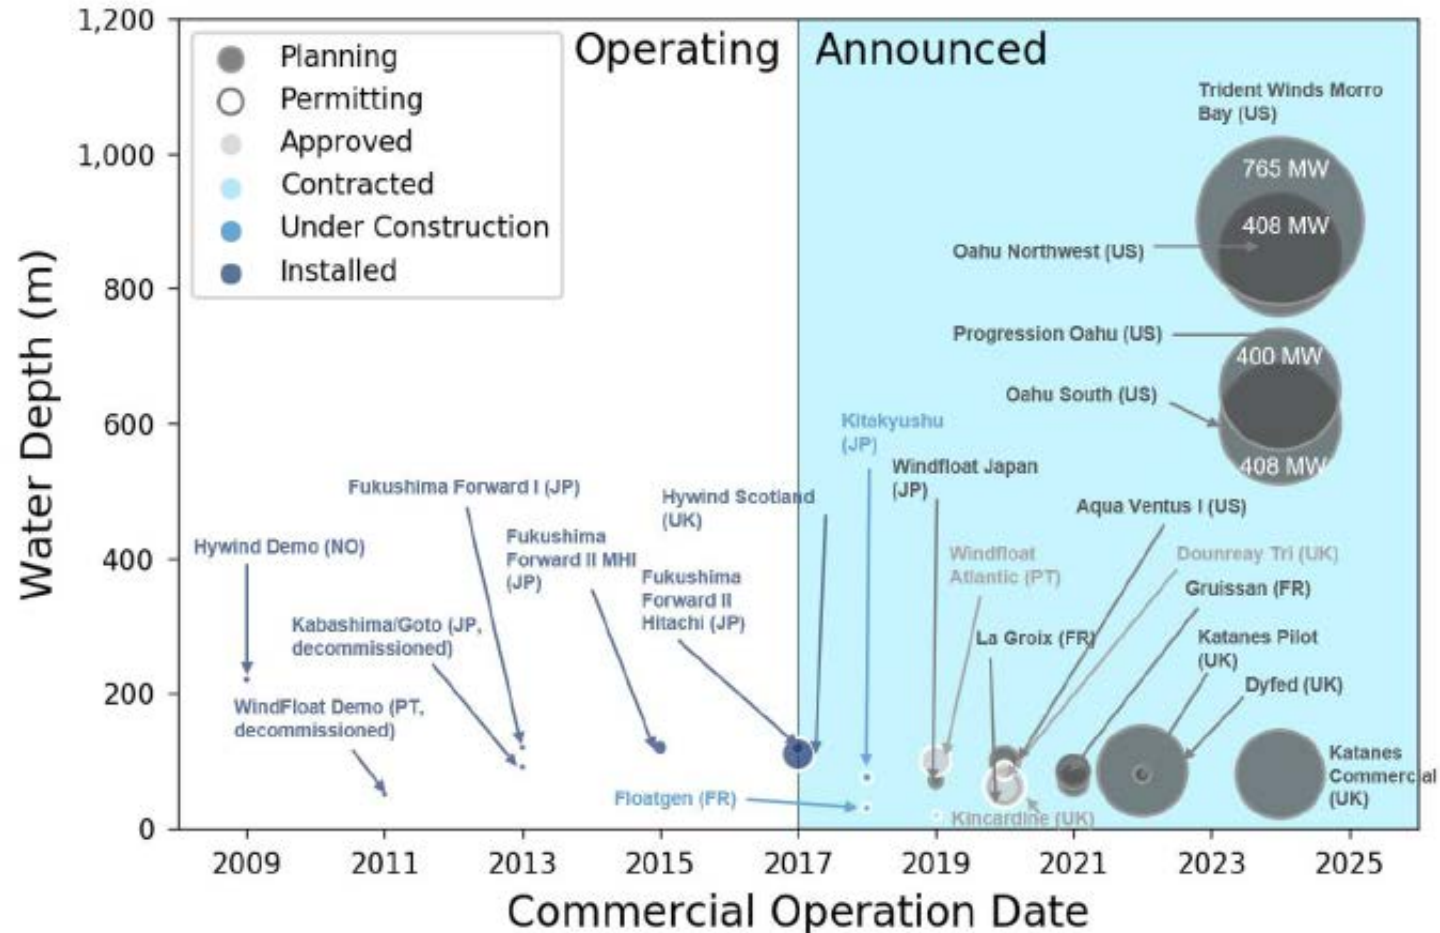 1,200
1,000
800
600
400
200
0
Water Depth (m)
Planning
Permitting
Approved
Contracted
Under Construction
Installed
Operating
Announced
Trident Winds Morro
Bay (US)
765 MW
408 MW
Oahu Northwest (US)
Progression Oahu (US)
400 MW
Oahu South (US)
408 MW
Kitakyushu
(JP)
Windfloat Japan
(JP)
Fukushima Forward I (JP)
Hywind Scotland
(UK)
Aqua Ventus I (US)
Hywind Demo (NO)
Fukushima
Forward II MHI
(JP)
Fukushima
Forward II
Hitachi (JP)
Windfloat
Atlantic (PT)
Dounreay Tri (UK)
Gruissan (FR)
Kabashima/Goto (JP,
decommissioned)
La Groix (FR)
Katanes Pilot
(UK)
Dyfed (UK)
WindFloat Demo (PT,
decommissioned)
Floatgen (FR)
Kincardine (UK)
Katanes
Commercial
(UK)
2009
2011
2013
2015
2017
2019
2021
2023
2025
Commercial Operation Date